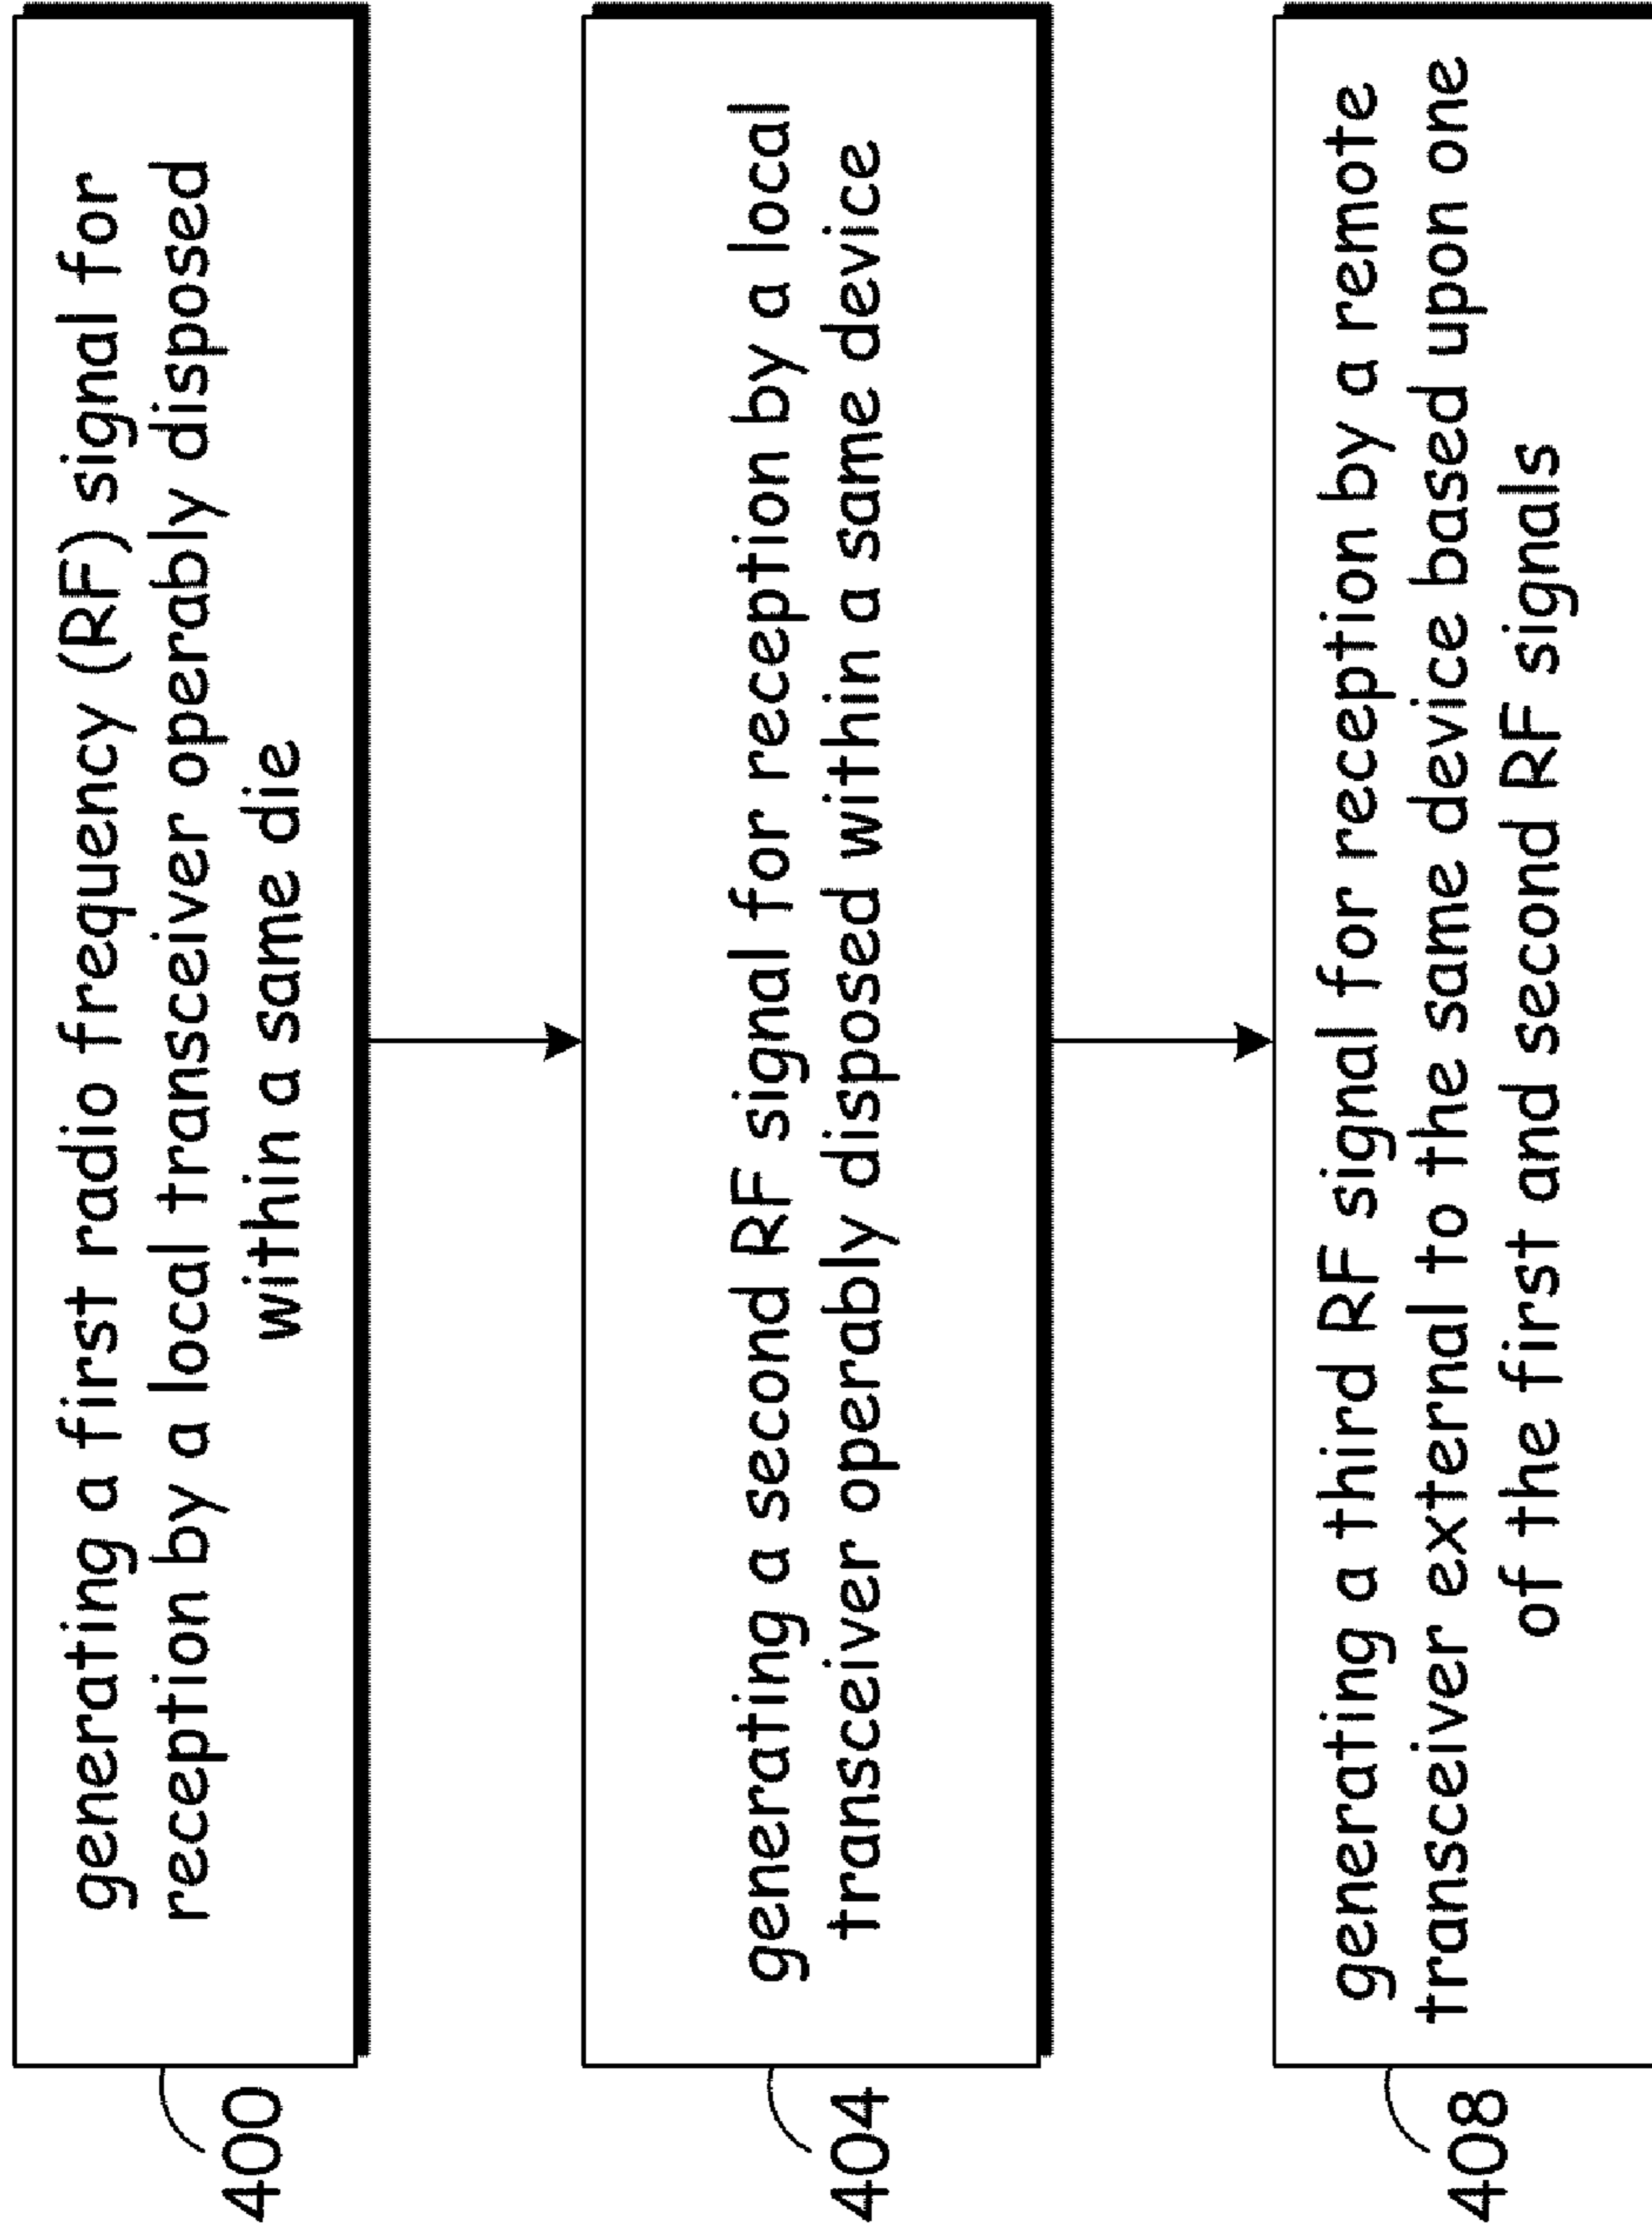 generating a first radio frequency (RF) signal for
reception by a local transceiver operably disposed
within a same die
400
generating a second RF signal for reception by a local
transceiver operably disposed within a same device
404
generating a third RF signal for reception by a remote
transceiver external to the same device based upon one
of the first and second RF signals
408